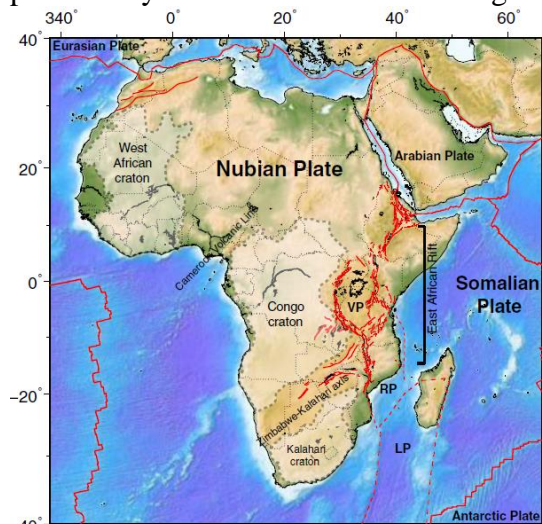 340° 0° 20° 40° 60°
40°
Eurasian Plate
West
African
craton
Nubian Plate
Arabian Plate
20°
Cameroon Volcanic Line
0°
Congo
craton
VP
East African Rift
Somalian
Plate
-20°
Zimbabwe-Kalahari axis
RP
Kalahari
craton
LP
Antarctic Plate